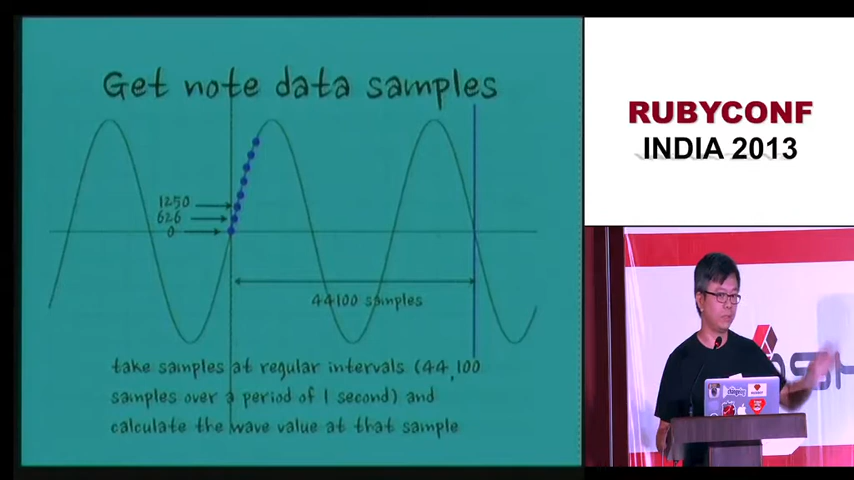 Get note data samples
1250
626
0
44100 samples
take samples at regular intervals (44,100
samples over a period of 1 second) and
calculate the wave value at that sample
RUBYCONF
INDIA 2013